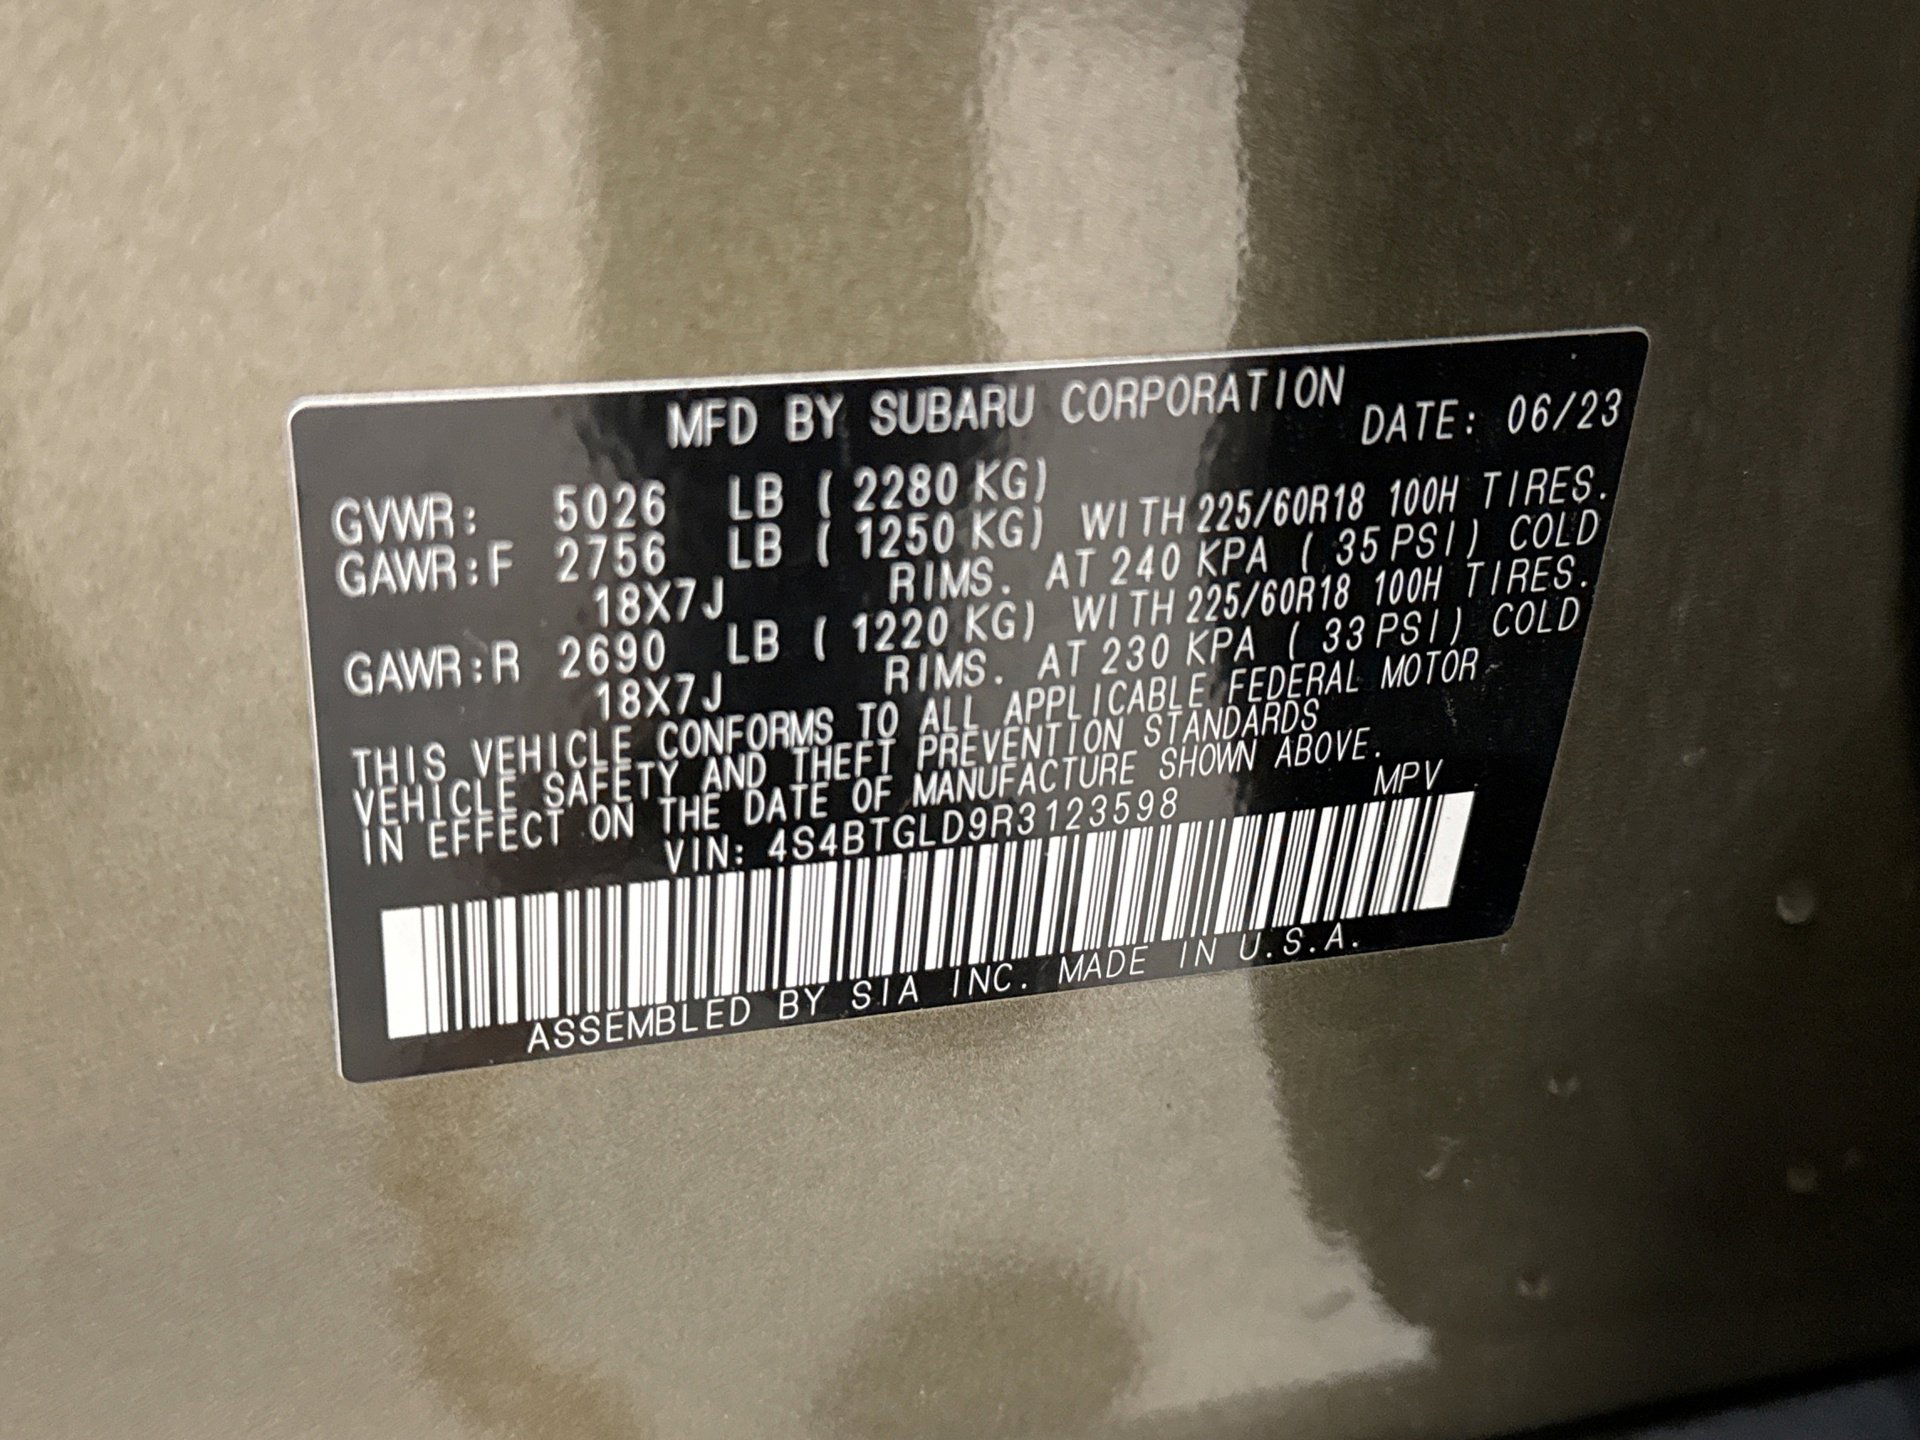 MFD BY SUBARU CORPORATION DATE: 06/23
GVWR: 5026 LB ( 2280 KG)
GAWR:F 2756 LB ( 1250 KG) WITH 225/60R18 100H TIRES.
18X7J RIMS. AT 240 KPA ( 35 PSI) COLD
GAWR:R 2690 LB ( 1220 KG) WITH 225/60R18 100H TIRES.
18X7J RIMS. AT 230 KPA ( 33 PSI) COLD
THIS VEHICLE CONFORMS TO ALL APPLICABLE FEDERAL MOTOR
VEHICLE SAFETY AND THEFT PREVENTION STANDARDS
IN EFFECT ON THE DATE OF MANUFACTURE SHOWN ABOVE.
VIN: 4S4BTGLD9R3123598 MPV
ASSEMBLED BY SIA INC. MADE IN U.S.A.